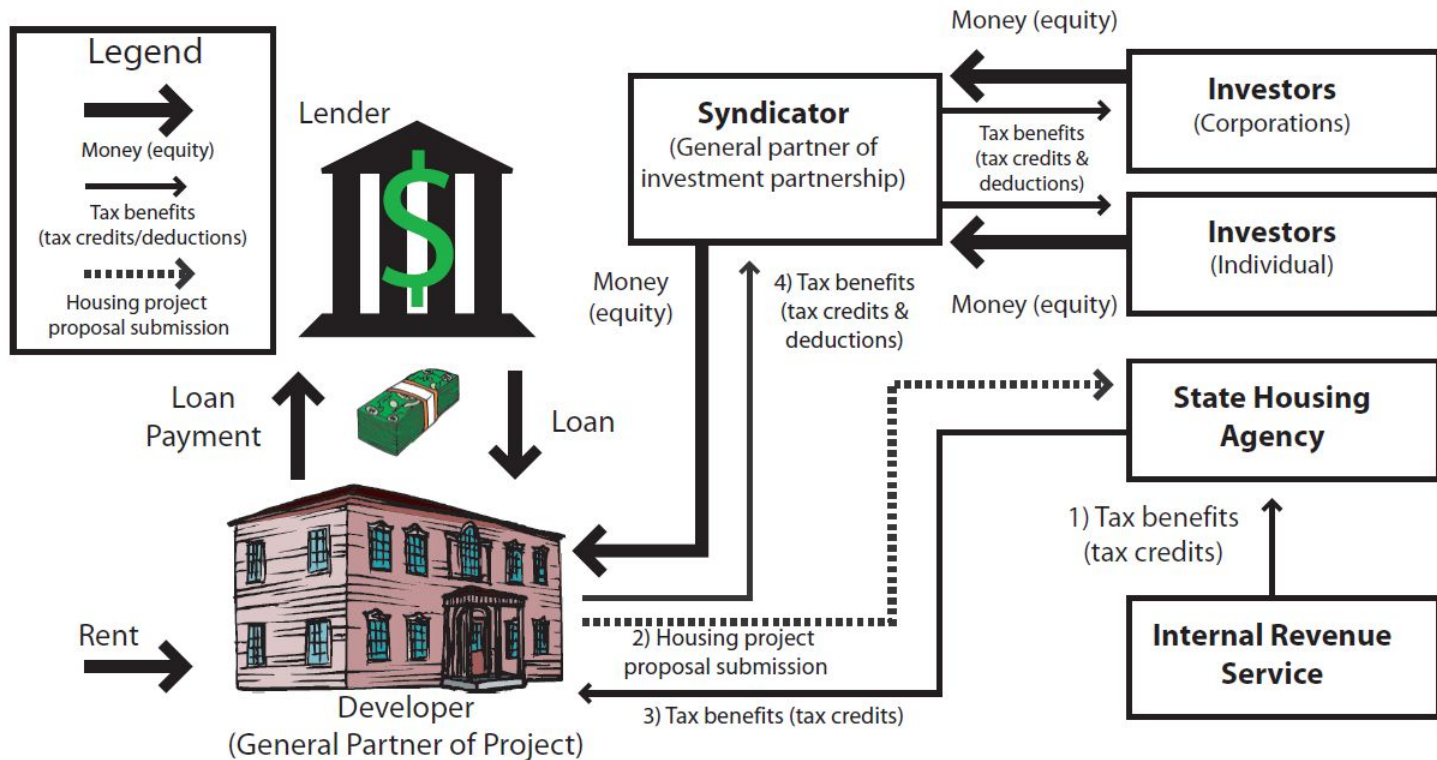 Legend
Money (equity)
Tax benefits
(tax credits/deductions)
Housing project
proposal submission
Lender
Loan
Payment
Loan
Rent
Developer
(General Partner of Project)
Syndicator
(General partner of
investment partnership)
Money (equity)
Tax benefits
(tax credits &
deductions)
Money (equity)
Investors
(Corporations)
Investors
(Individual)
Money
(equity)
4) Tax benefits
(tax credits &
deductions)
State Housing
Agency
1) Tax benefits
(tax credits)
Internal Revenue
Service
2) Housing project
proposal submission
3) Tax benefits (tax credits)